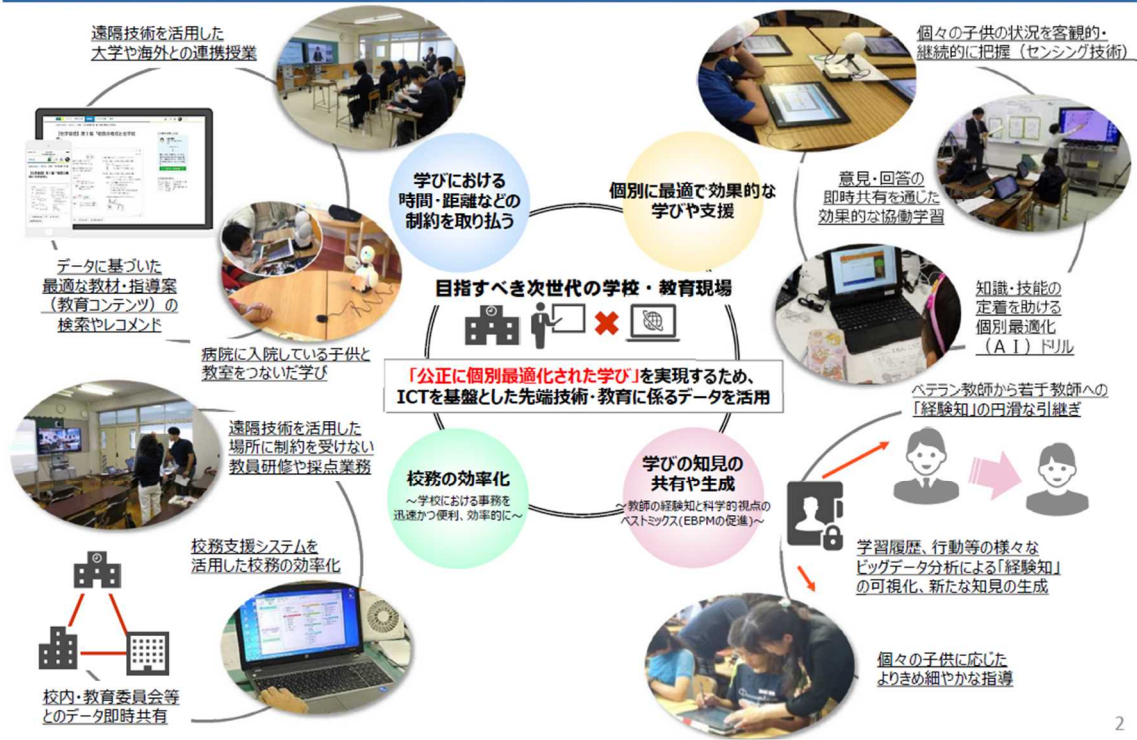 遠隔技術を活用した
大学や海外との連携授業
データに基づいた
最適な教材・指導案
（教育コンテンツ）の
検索やレコメンド
病院に入院している子供と
教室をつないだ学び
学びにおける
時間・距離などの
制約を取り払う
個別に最適で効果的な
学びや支援
個々の子供の状況を客観的・
継続的に把握（センシング技術）
意見・回答の
即時共有を通じた
効果的な協働学習
知識・技能の
定着を助ける
個別最適化
（ＡＩ）ドリル
目指すべき次世代の学校・教育現場
「公正に個別最適化された学び」を実現するため、
ICTを基盤とした先端技術・教育に係るデータを活用
遠隔技術を活用した
場所に制約を受けない
教員研修や採点業務
校務支援システムを
活用した校務の効率化
校内・教育委員会等
とのデータ即時共有
校務の効率化
～学校における事務を
迅速かつ便利、効率的に～
学びの知見の
共有や生成
～教師の経験知と科学的視点の
ベストミックス(EBPMの促進)～
ベテラン教師から若手教師への
「経験知」の円滑な引継ぎ
学習履歴、行動等の様々な
ビッグデータ分析による「経験知」
の可視化、新たな知見の生成
個々の子供に応じた
よりきめ細やかな指導
2